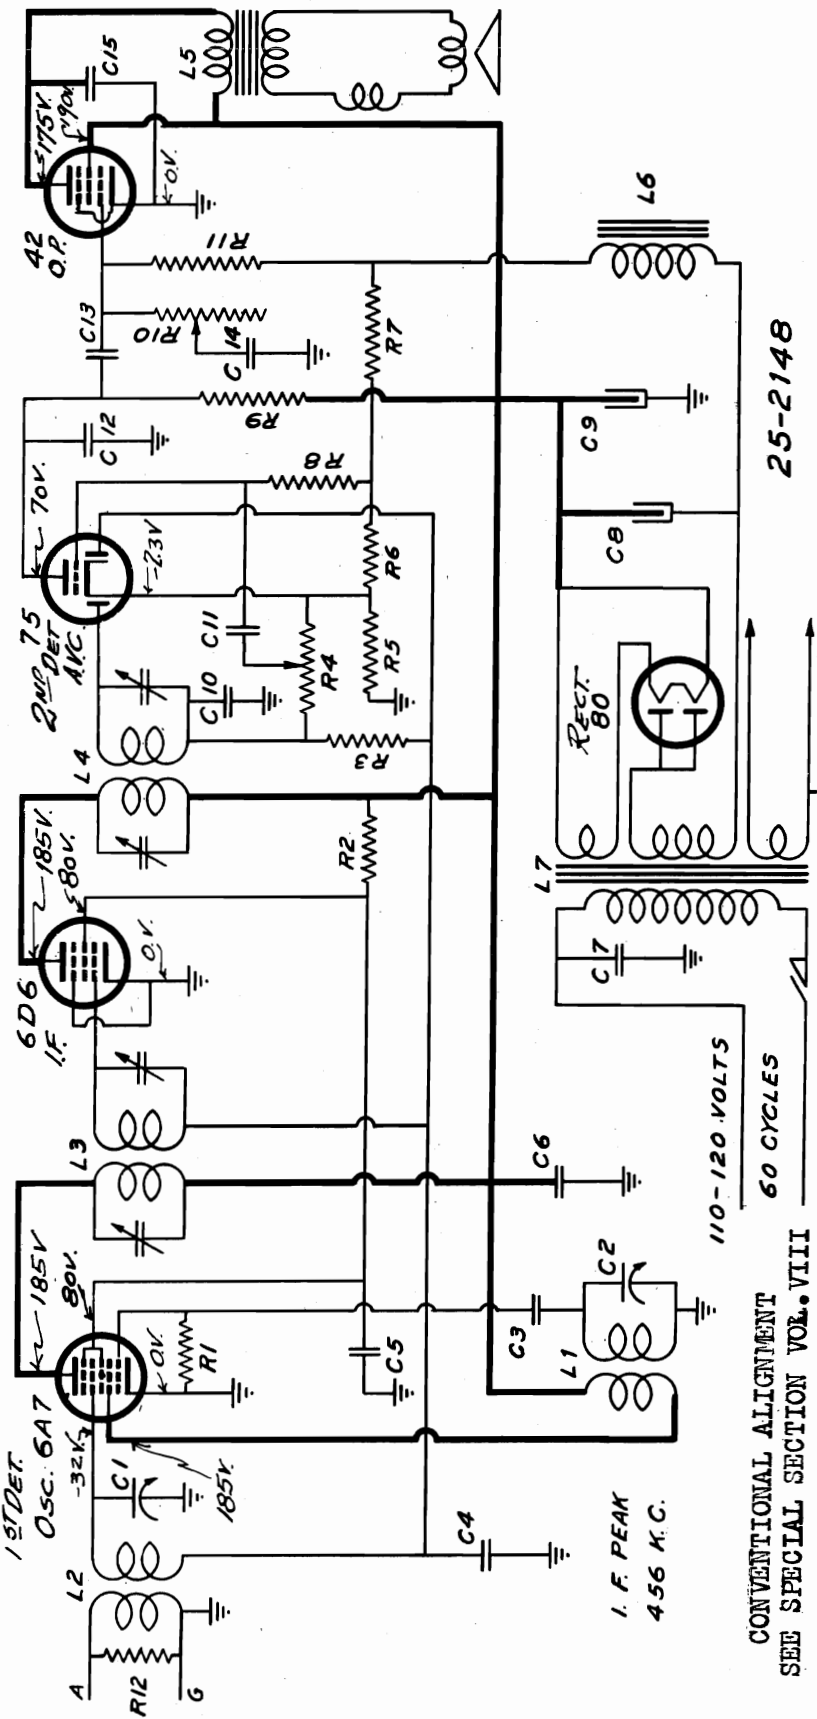 1ST DET.
OSC. 6A7
-32V.
185V
80V.
0V.
185V.
A
G
R12
L2
C1
R1
C4
C5
L3
6D6
I.F.
185V.
80V.
0.V.
R2
L4
2ND DET
75
A.V.C.
70V.
-2.3V
C10
C11
C12
R3
R4
R5
R6
R8
R9
C13
R10
C14
R11
R7
42
O.P.
175V.
190V.
0.V.
C15
L5
L6
C3
L1
C2
C6
I.F. PEAK
456 K.C.
C7
L7
RECT.
80
C8
C9
110-120 VOLTS
60 CYCLES
25-2148
CONVENTIONAL ALIGNMENT
SEE SPECIAL SECTION VOL. VIII